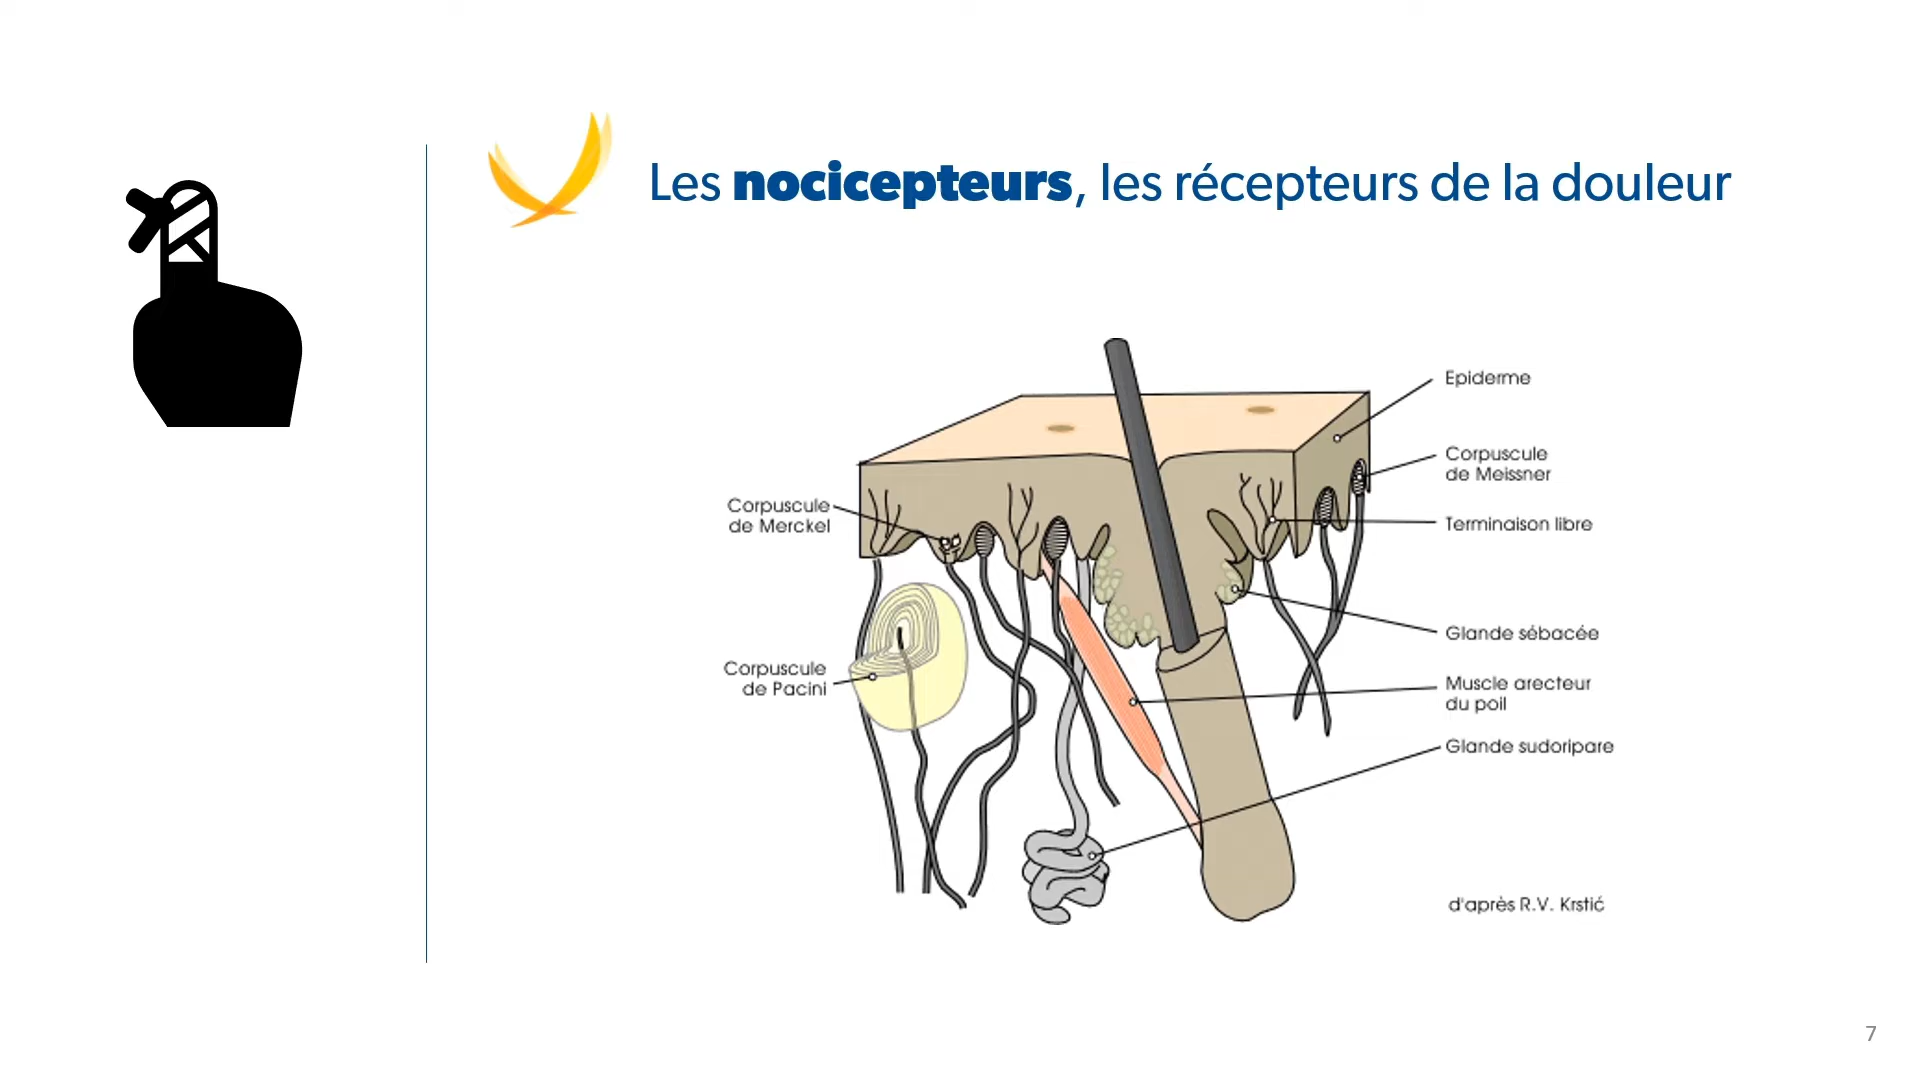 Les nocicepteurs, les récepteurs de la douleur
Epiderme
Corpuscule
de Meissner
Corpuscule
de Merckel
Terminaison libre
Glande sébacée
Corpuscule
de Pacini
Muscle arecteur
du poil
Glande sudoripare
d'après R.V. Krstić
7